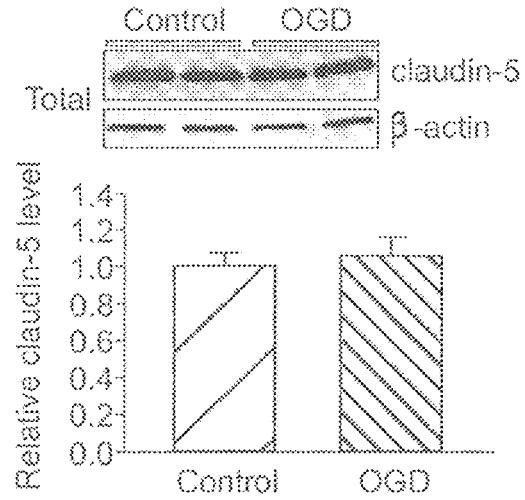 Control OGD
Total
claudin-5
β-actin
Relative claudin-5 level
1.4
1.2
1.0
0.8
0.6
0.4
0.2
0.0
Control OGD